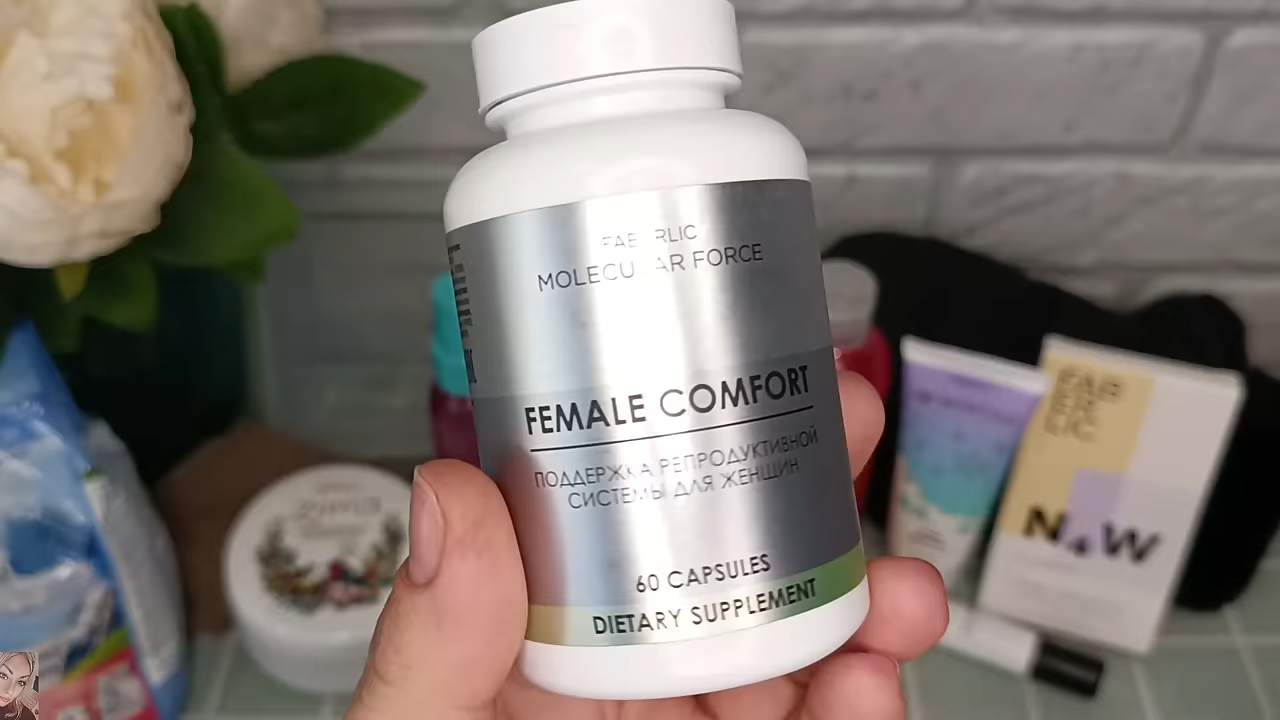 FABERLIC
MOLECULAR FORCE
FEMALE COMFORT
ПОДДЕРЖКА РЕПРОДУКТИВНОЙ
СИСТЕМЫ ДЛЯ ЖЕНЩИН
60 CAPSULES
DIETARY SUPPLEMENT
N&W